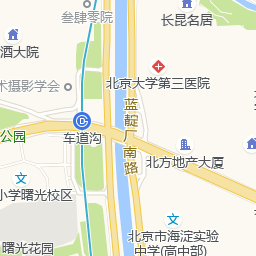 叁肆零院
长昆名居
酒大院
术摄影学会
北京大学第三医院
蓝靛厂南路
公园
车道沟
北方地产大厦
小学曙光校区
北京市海淀实验
中学(高中部)
曙光花园